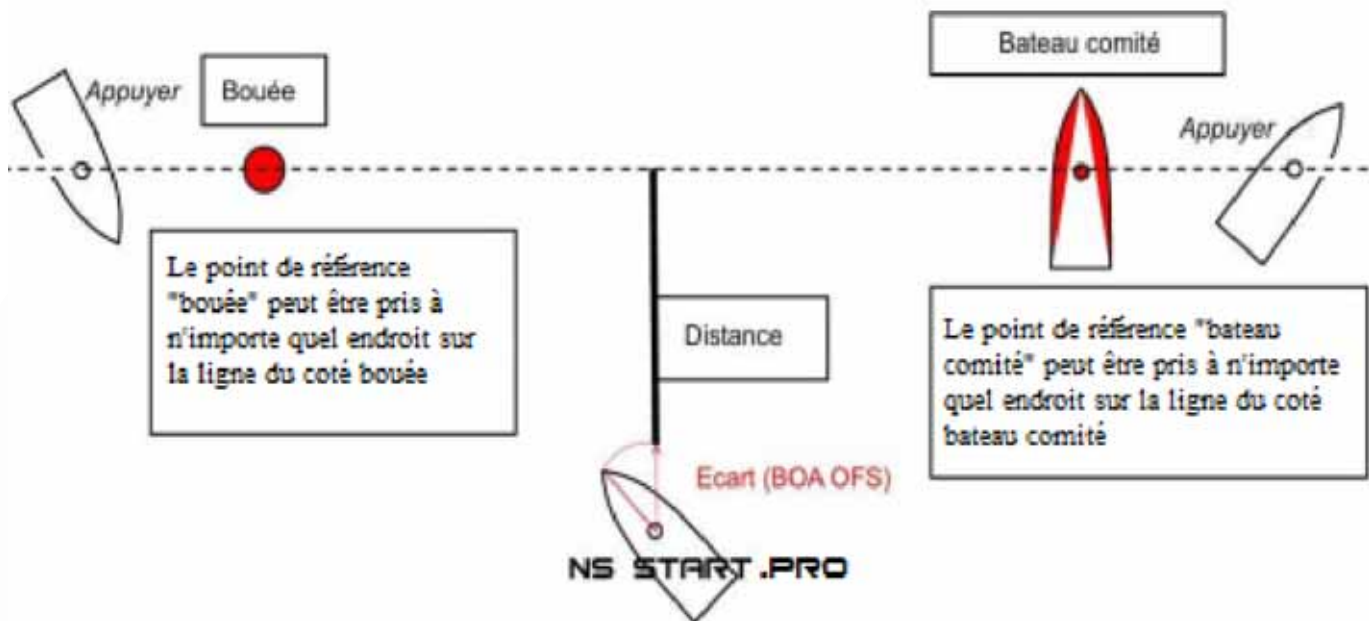 Bateau comité
Appuyer
Bouée
Appuyer
Le point de référence
"bouée" peut être pris à
n'importe quel endroit sur
la ligne du coté bouée
Distance
Le point de référence "bateau
comité" peut être pris à n'importe
quel endroit sur la ligne du coté
bateau comité
Ecart (BOA OFS)
NS START.PRO